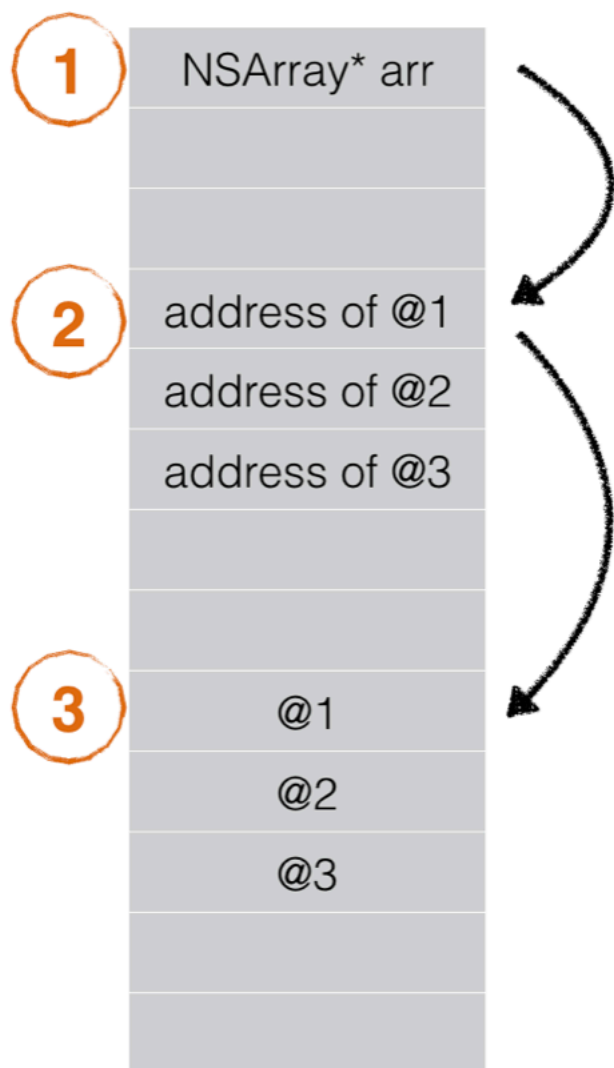 1
NSArray* arr
2
address of @1
address of @2
address of @3
3
@1
@2
@3